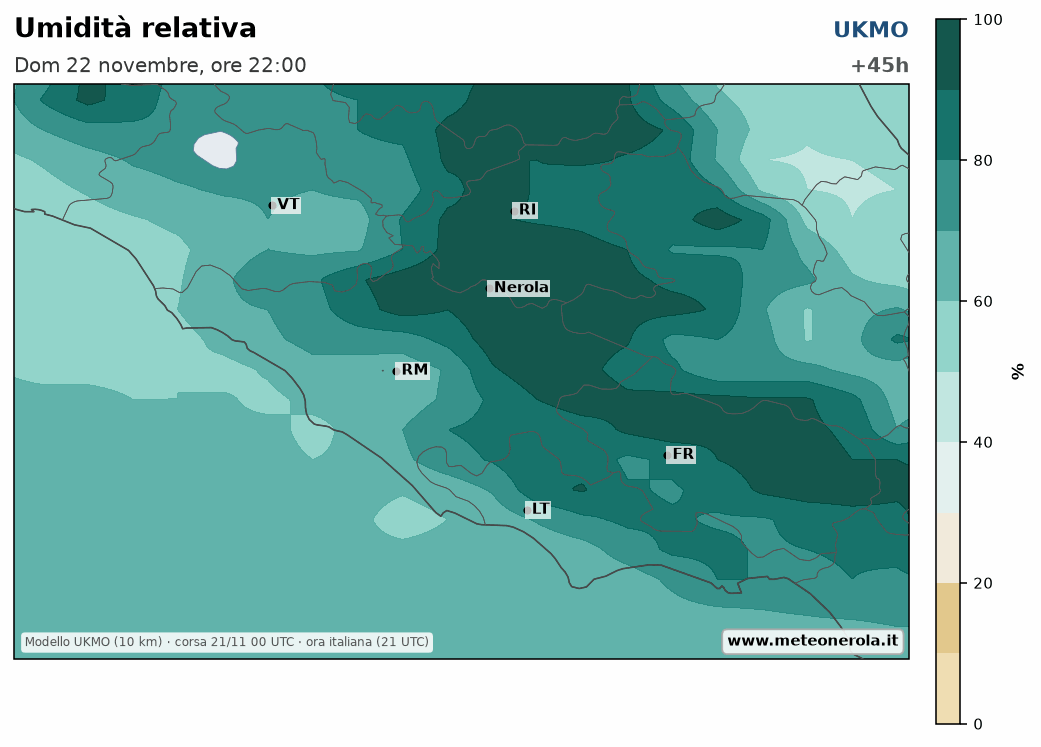 Umidità relativa
UKMO
Dom 22 novembre, ore 22:00
+45h
100
80
60
40
20
0
%
VT
RI
Nerola
RM
FR
LT
Modello UKMO (10 km) · corsa 21/11 00 UTC · ora italiana (21 UTC)
www.meteonerola.it